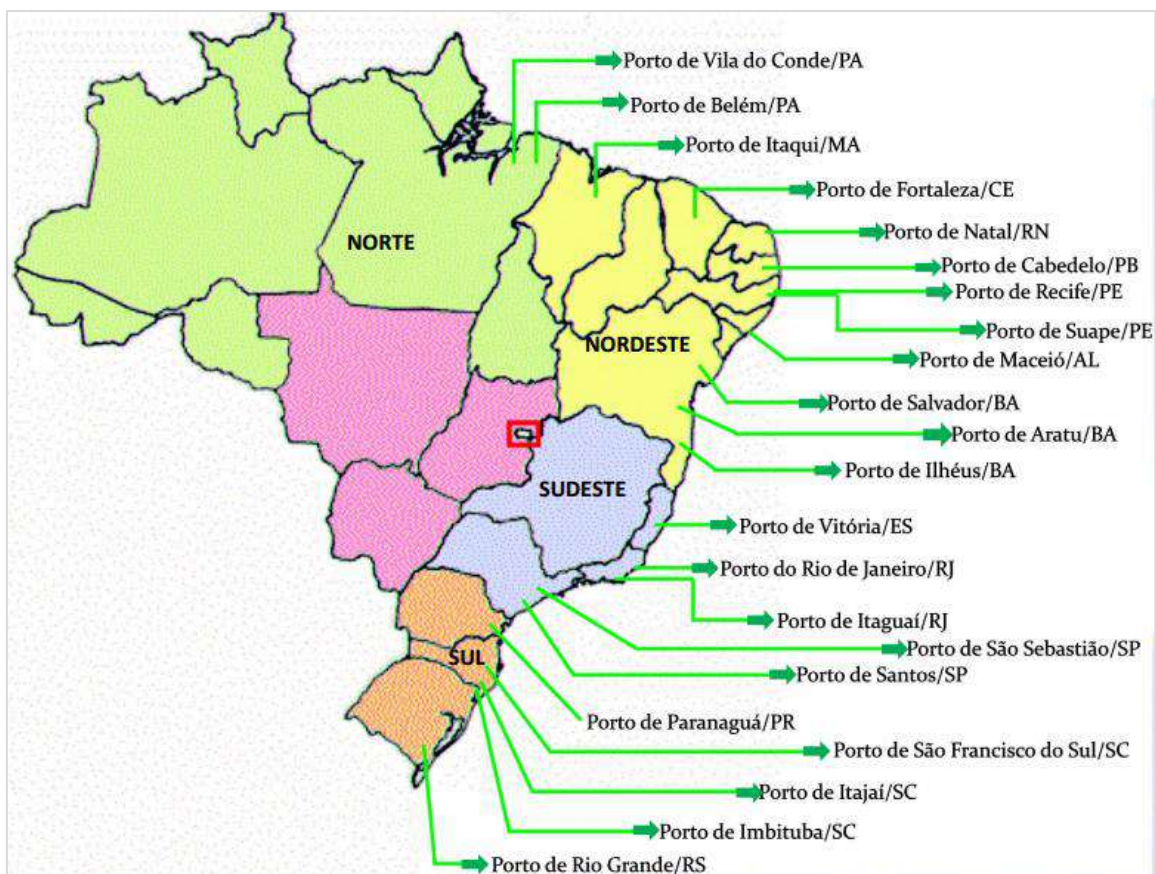 Porto de Vila do Conde/PA
Porto de Belém/PA
Porto de Itaqui/MA
Porto de Fortaleza/CE
Porto de Natal/RN
NORTE
Porto de Cabedelo/PB
Porto de Recife/PE
Porto de Suape/PE
NORDESTE
Porto de Maceió/AL
Porto de Salvador/BA
Porto de Aratu/BA
Porto de Ilhéus/BA
SUDESTE
Porto de Vitória/ES
Porto do Rio de Janeiro/RJ
Porto de Itaguaí/RJ
Porto de São Sebastião/SP
SUL
Porto de Santos/SP
Porto de Paranaguá/PR
Porto de São Francisco do Sul/SC
Porto de Itajaí/SC
Porto de Imbituba/SC
Porto de Rio Grande/RS